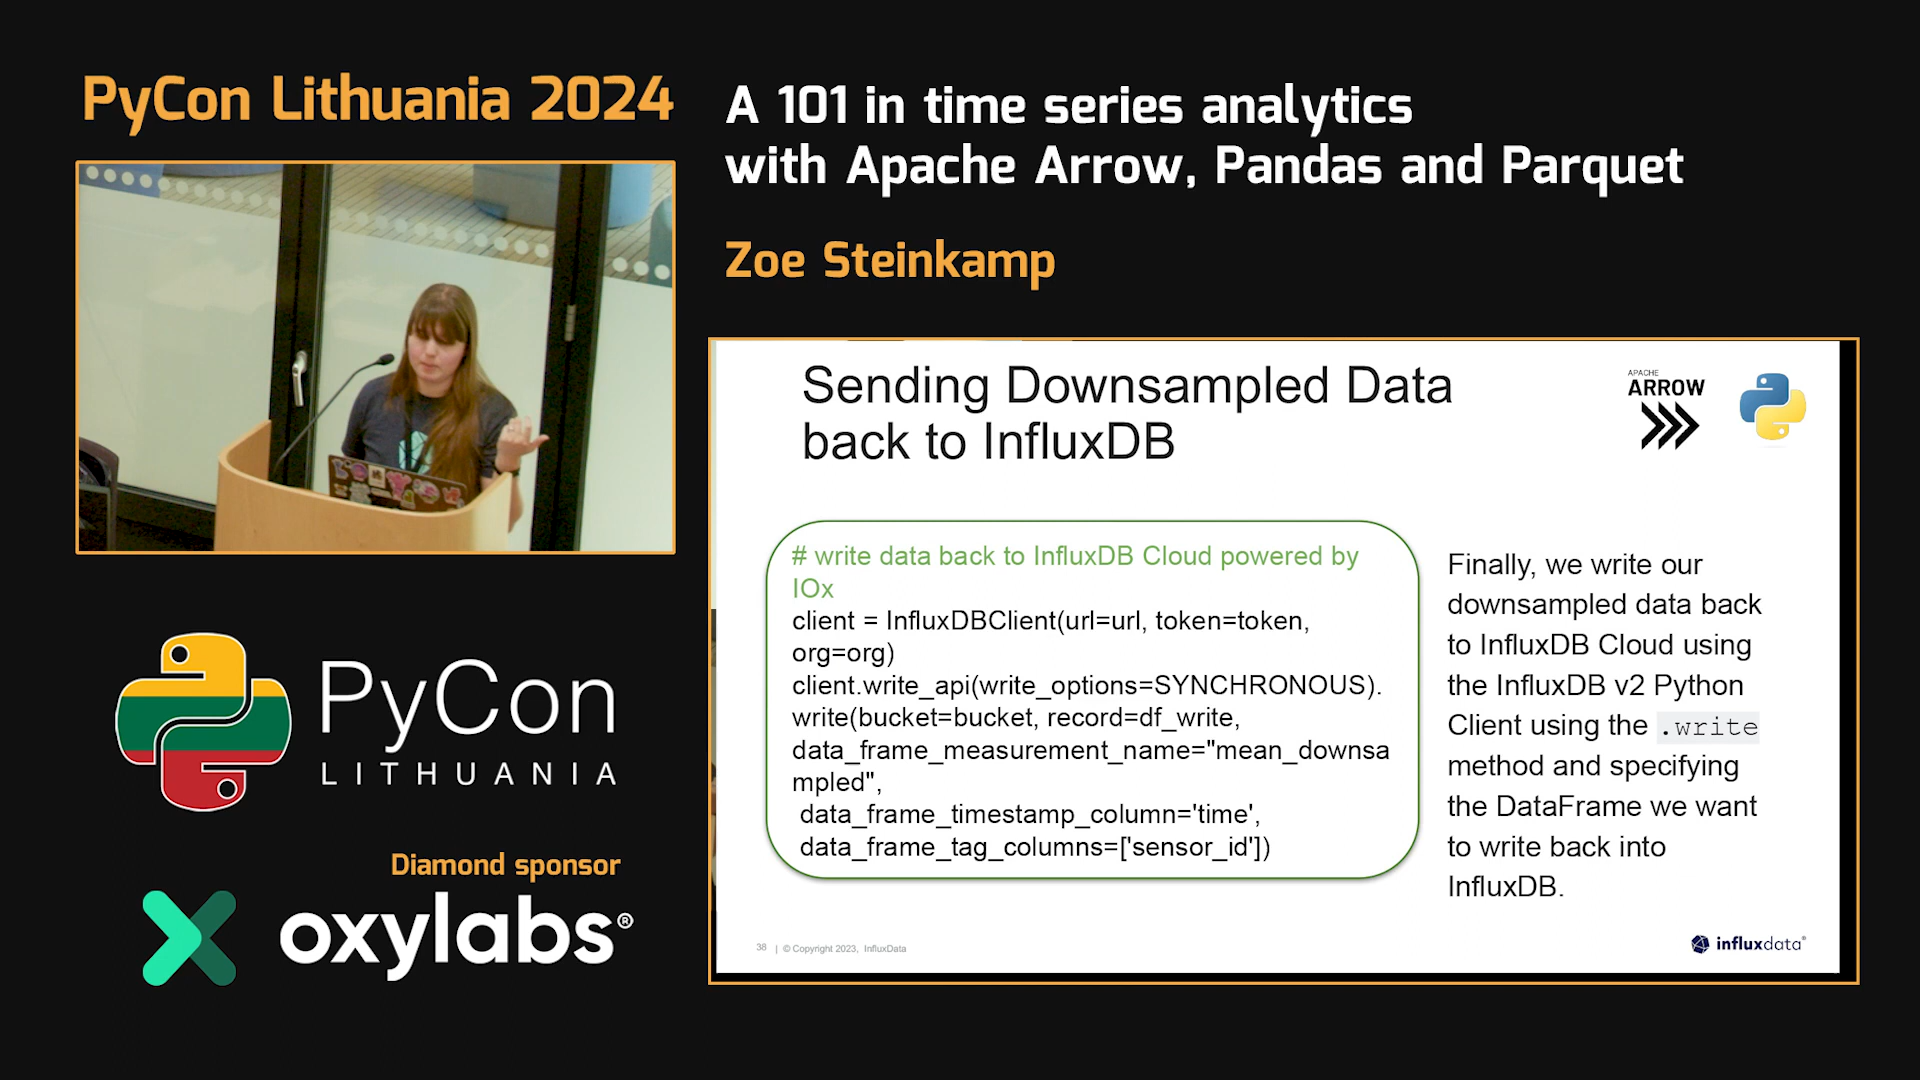 PyCon Lithuania 2024
A 101 in time series analytics
with Apache Arrow, Pandas and Parquet
Zoe Steinkamp
Sending Downsampled Data
back to InfluxDB
APACHE
ARROW
# write data back to InfluxDB Cloud powered by
IOx
client = InfluxDBClient(url=url, token=token,
org=org)
client.write_api(write_options=SYNCHRONOUS).
write(bucket=bucket, record=df_write,
data_frame_measurement_name="mean_downsa
mpled",
data_frame_timestamp_column='time',
data_frame_tag_columns=['sensor_id'])
Finally, we write our
downsampled data back
to InfluxDB Cloud using
the InfluxDB v2 Python
Client using the .write
method and specifying
the DataFrame we want
to write back into
InfluxDB.
38 | © Copyright 2023, InfluxData
influxdata®
PyCon
LITHUANIA
Diamond sponsor
oxylabs®